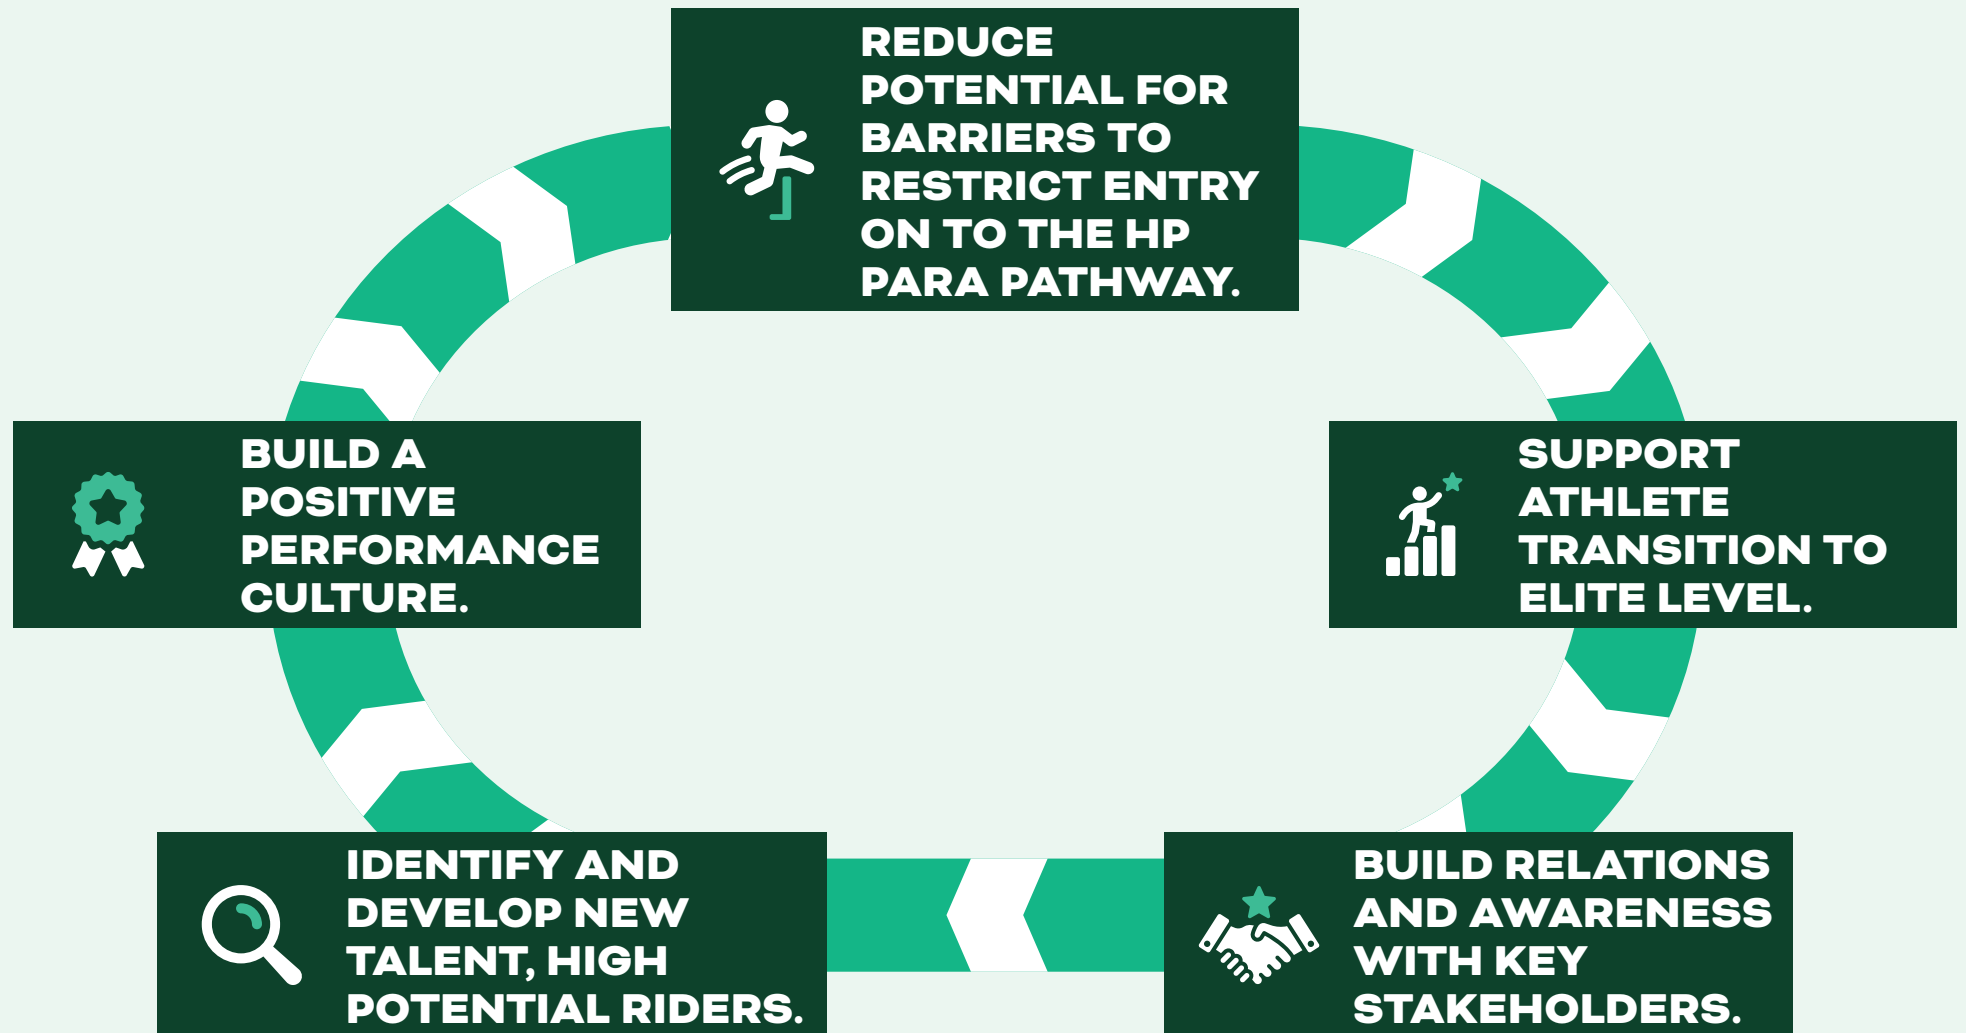 REDUCE
POTENTIAL FOR
BARRIERS TO
RESTRICT ENTRY
ON TO THE HP
PARA PATHWAY.
BUILD A
POSITIVE
PERFORMANCE
CULTURE.
SUPPORT
ATHLETE
TRANSITION TO
ELITE LEVEL.
IDENTIFY AND
DEVELOP NEW
TALENT, HIGH
POTENTIAL RIDERS.
BUILD RELATIONS
AND AWARENESS
WITH KEY
STAKEHOLDERS.